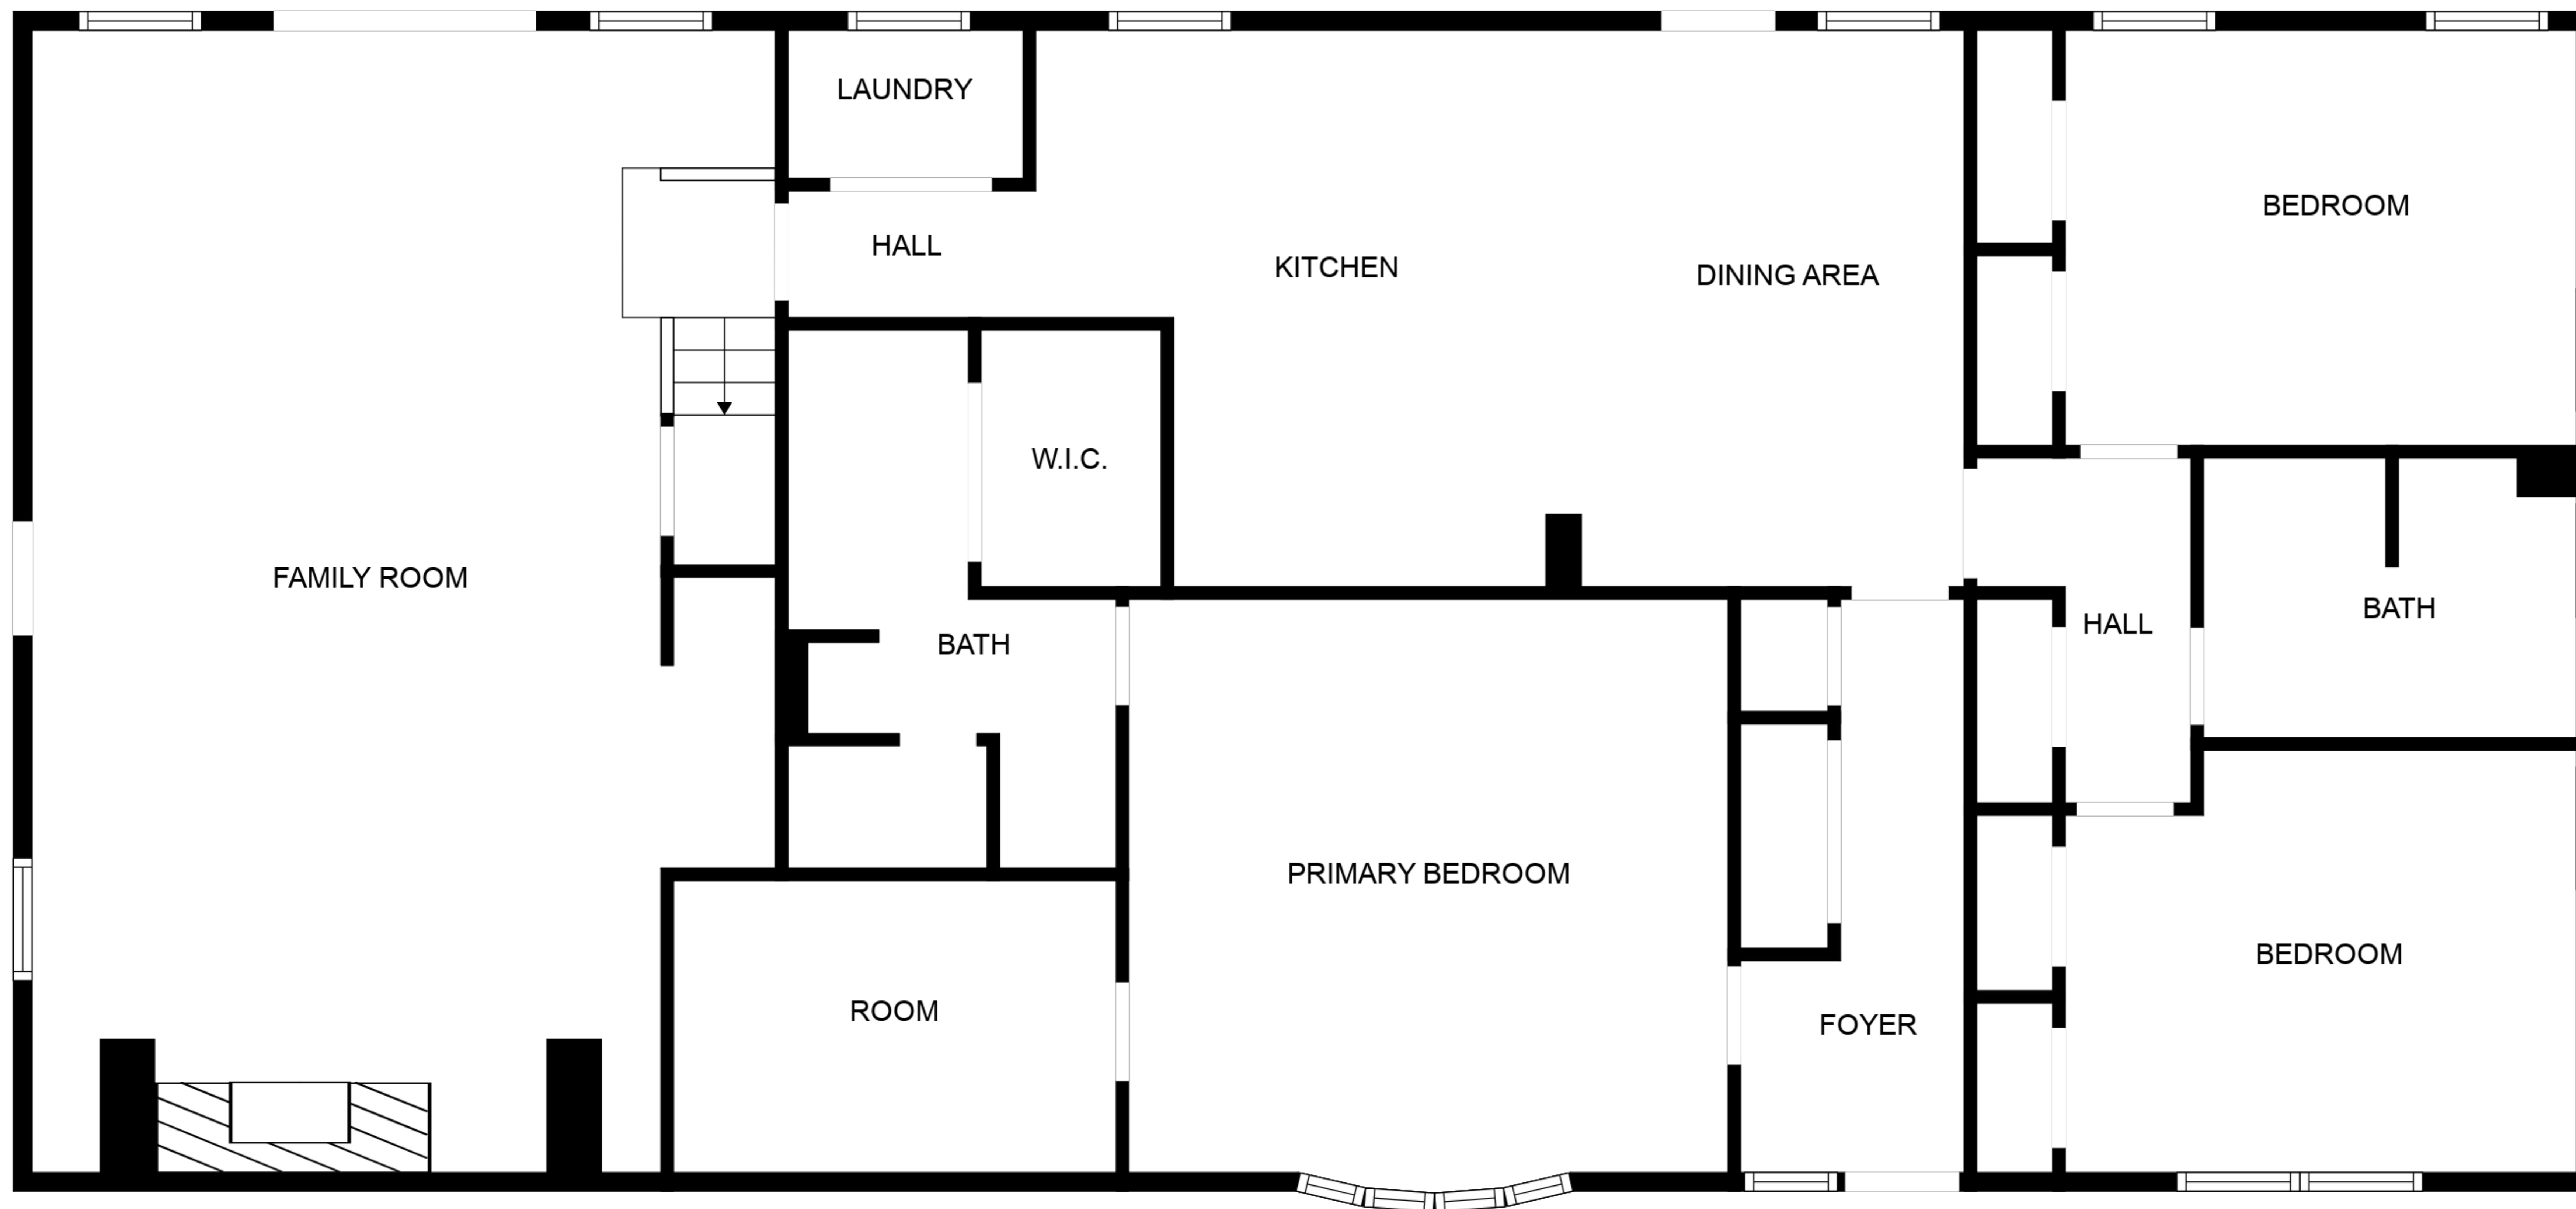 LAUNDRY
BEDROOM
HALL
KITCHEN
DINING AREA
W.I.C.
FAMILY ROOM
BATH
HALL
BATH
PRIMARY BEDROOM
BEDROOM
ROOM
FOYER